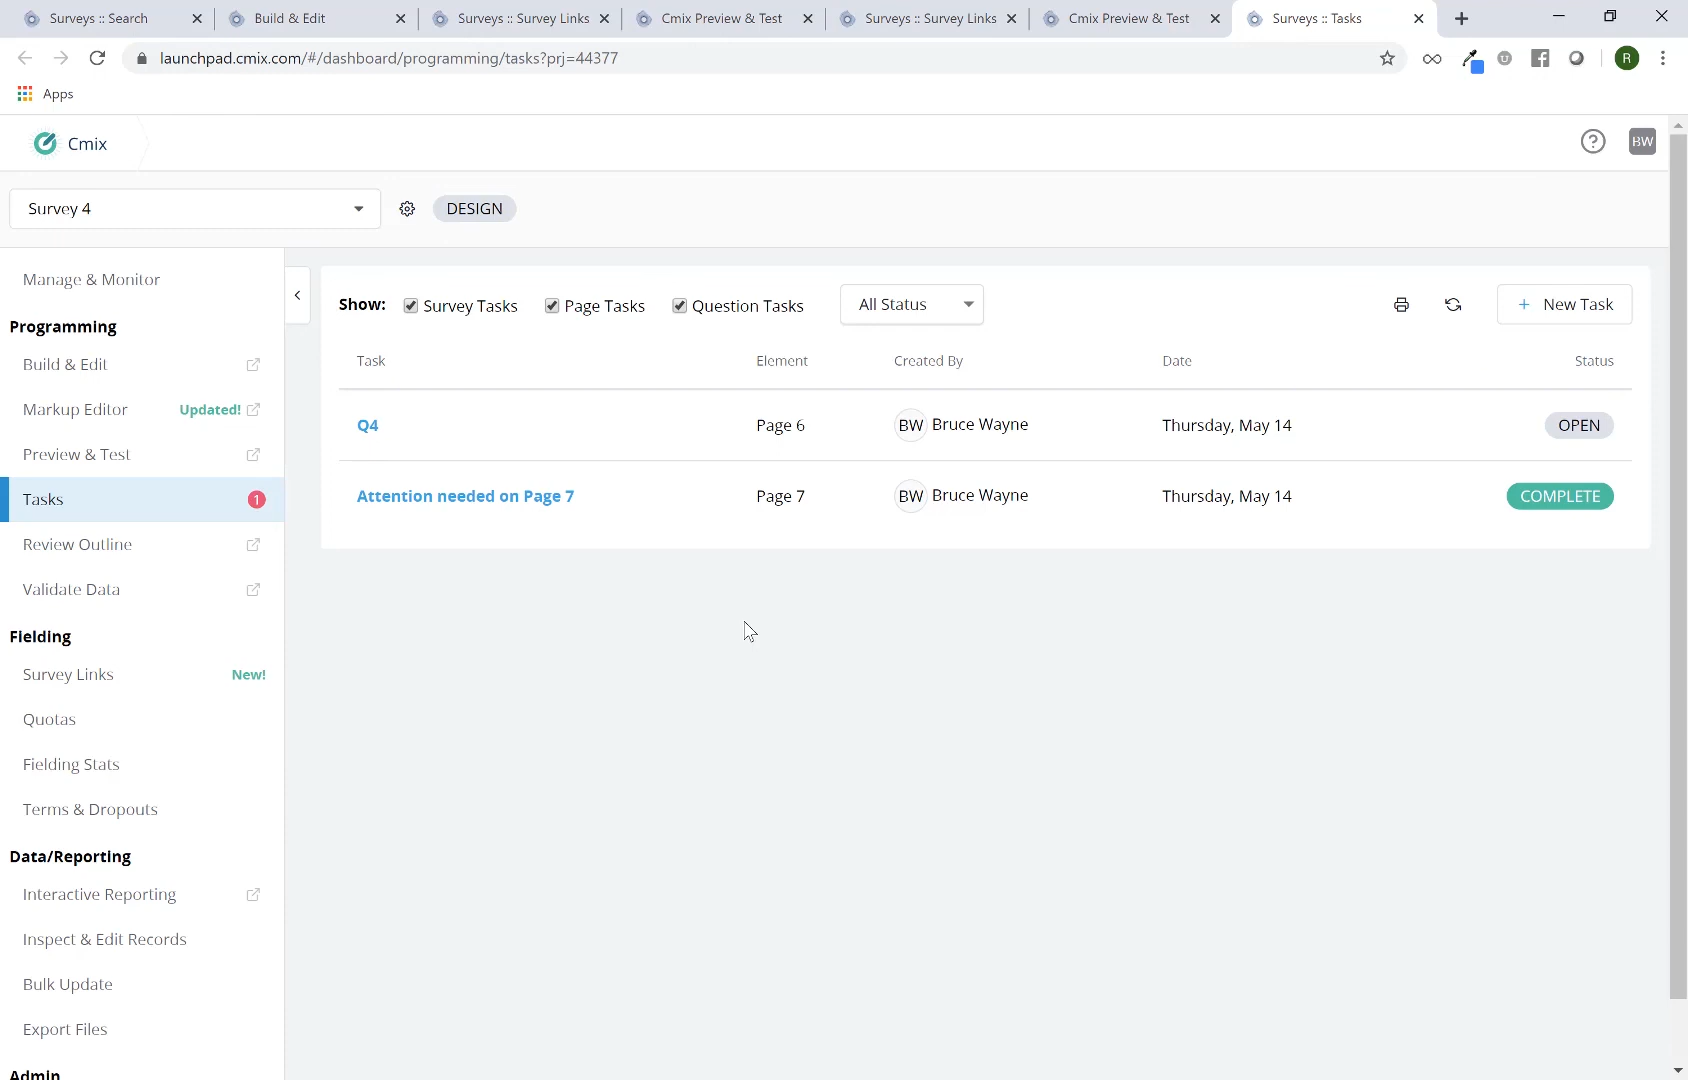 Surveys :: Search
Build & Edit
Surveys :: Survey Links
Cmix Preview & Test
Surveys :: Survey Links
Cmix Preview & Test
Surveys :: Tasks
launchpad.cmix.com/#/dashboard/programming/tasks?prj=44377
R
Apps
Cmix
BW
Survey 4
DESIGN
Manage & Monitor
Programming
Build & Edit
Markup Editor Updated!
Preview & Test
Tasks 1
Review Outline
Validate Data
Fielding
Survey Links New!
Quotas
Fielding Stats
Terms & Dropouts
Data/Reporting
Interactive Reporting
Inspect & Edit Records
Bulk Update
Export Files
Admin
Show: Survey Tasks Page Tasks Question Tasks All Status + New Task
Task Element Created By Date Status
Q4 Page 6 BW Bruce Wayne Thursday, May 14 OPEN
Attention needed on Page 7 Page 7 BW Bruce Wayne Thursday, May 14 COMPLETE